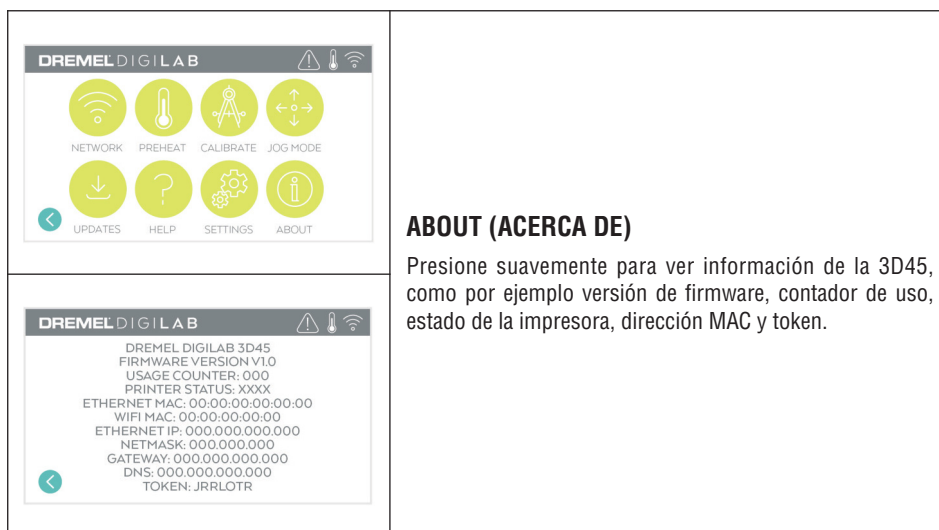 DREMEL DIGILAB
NETWORK PREHEAT CALIBRATE JOG MODE
UPDATES HELP SETTINGS ABOUT
DREMEL DIGILAB
DREMEL DIGILAB 3D45
FIRMWARE VERSION V1.0
USAGE COUNTER: 000
PRINTER STATUS: XXXX
ETHERNET MAC: 00:00:00:00:00:00
WIFI MAC: 00:00:00:00:00
ETHERNET IP: 000.000.000.000
NETMASK: 000.000.000
GATEWAY: 000.000.000.000
DNS: 000.000.000.000
TOKEN: JRRLOTR
ABOUT (ACERCA DE)
Presione suavemente para ver información de la 3D45,
como por ejemplo versión de firmware, contador de uso,
estado de la impresora, dirección MAC y token.